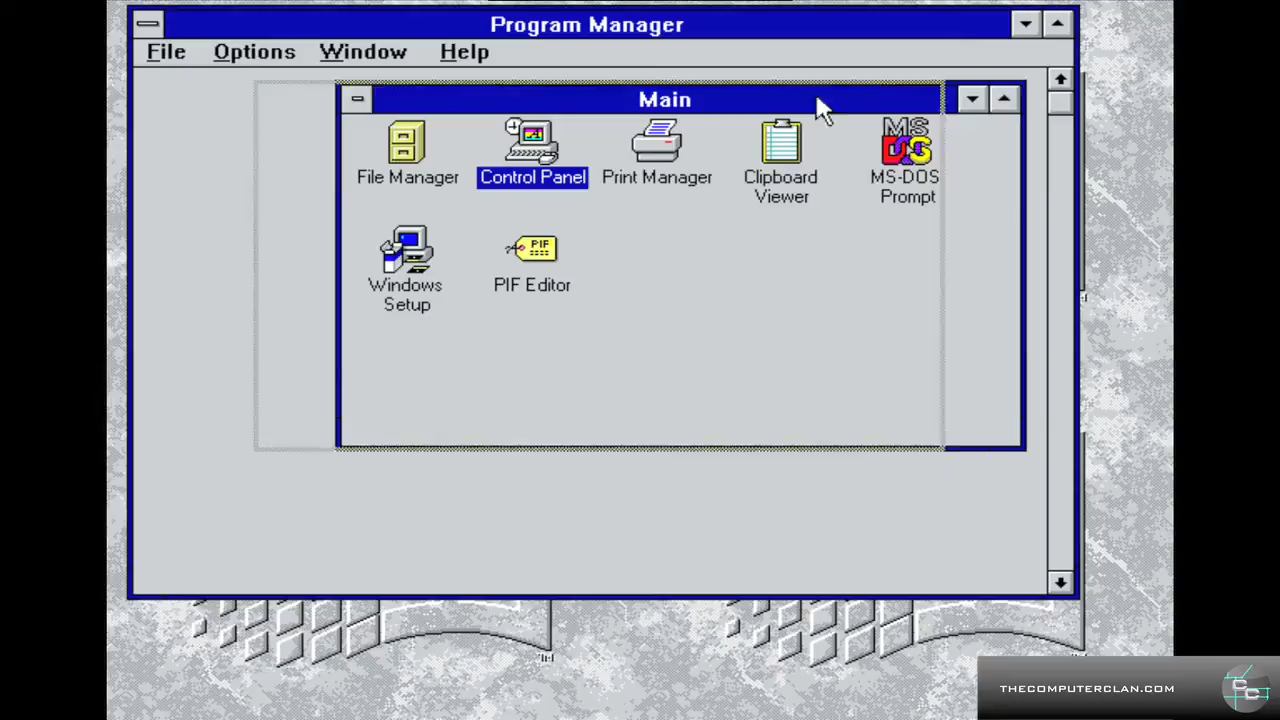 Program Manager
File Options Window Help
Main
File Manager Control Panel Print Manager Clipboard Viewer MS-DOS Prompt
Windows Setup PIF Editor
THECOMPUTERCLAN.COM